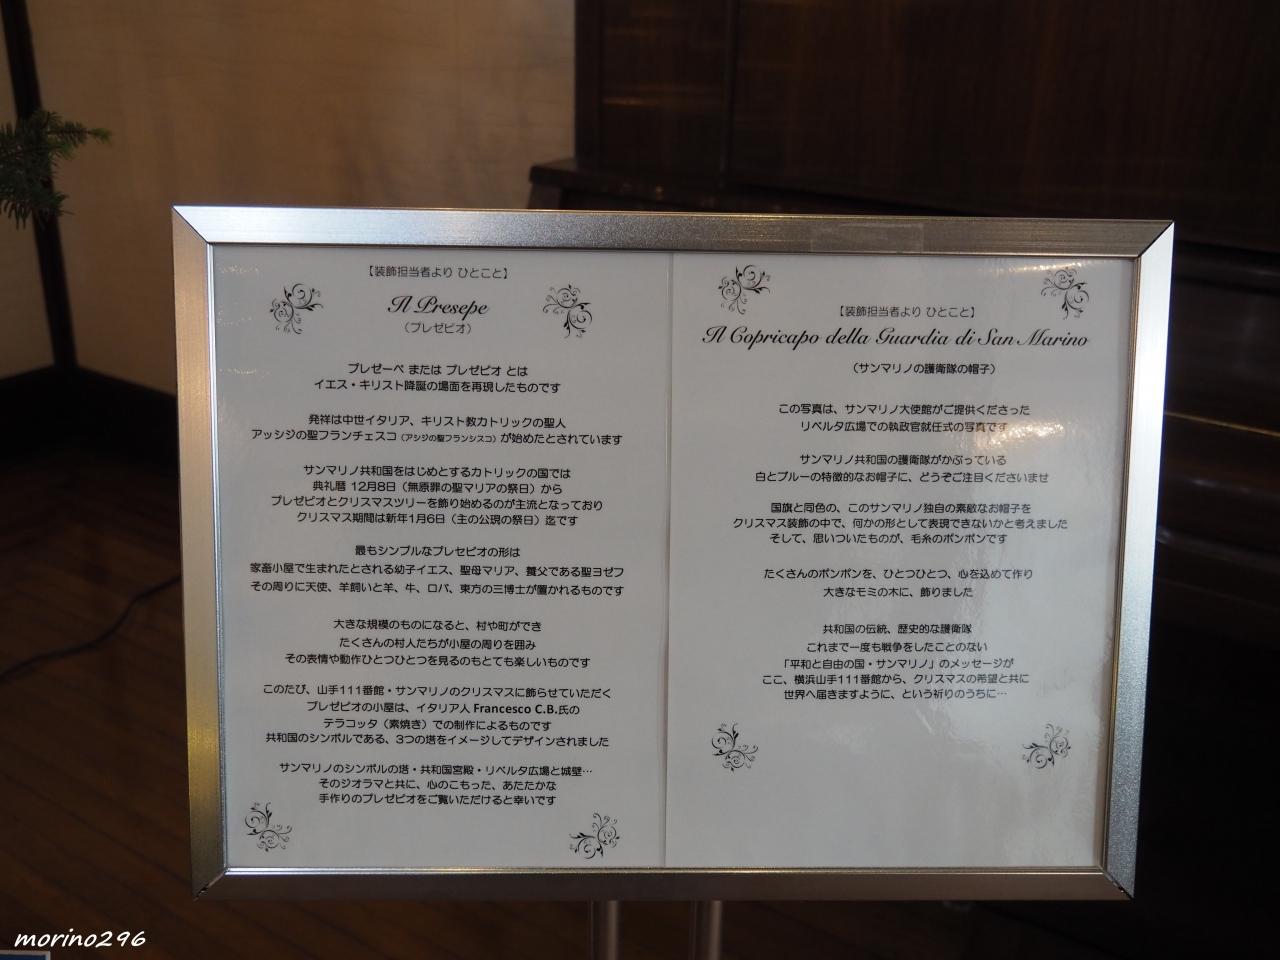 【装飾担当者より ひとこと】
Il Presepe
（プレゼピオ）
プレゼーペ または プレゼピオ とは
イエス・キリスト降誕の場面を再現したものです
発祥は中世イタリア、キリスト教カトリックの聖人
アッシジの聖フランチェスコ（アシジの聖フランシスコ）が始めたとされています
サンマリノ共和国をはじめとするカトリックの国では
典礼暦 12月8日（無原罪の聖マリアの祭日）から
プレゼピオとクリスマスツリーを飾り始めるのが主流となっており
クリスマス期間は新年1月6日（主の公現の祭日）迄です
最もシンプルなプレゼピオの形は
家畜小屋で生まれたとされる幼子イエス、聖母マリア、養父である聖ヨゼフ
その周りに天使、羊飼いと羊、牛、ロバ、東方の三博士が置かれるものです
大きな規模のものになると、村や町ができ
たくさんの村人たちが小屋の周りを囲み
その表情や動作ひとつひとつを見るのもとても楽しいものです
このたび、山手111番館・サンマリノのクリスマスに飾らせていただく
プレゼピオの小屋は、イタリア人 Francesco C.B.氏の
テラコッタ（素焼き）での制作によるものです
共和国のシンボルである、3つの塔をイメージしてデザインされました
サンマリノのシンボルの塔・共和国宮殿・リベルタ広場と城壁…
そのジオラマと共に、心のこもった、あたたかな
手作りのプレゼピオをご覧いただけると幸いです
【装飾担当者より ひとこと】
Il Copricapo della Guardia di San Marino
（サンマリノの護衛隊の帽子）
この写真は、サンマリノ大使館がご提供くださった
リベルタ広場での執政官就任式の写真です
サンマリノ共和国の護衛隊がかぶっている
白とブルーの特徴的なお帽子に、どうぞご注目くださいませ
国旗と同色の、このサンマリノ独自の素敵なお帽子を
クリスマス装飾の中で、何かの形として表現できないかと考えました
そして、思いついたものが、毛糸のポンポンです
たくさんのポンポンを、ひとつひとつ、心を込めて作り
大きなモミの木に、飾りました
共和国の伝統、歴史的な護衛隊
これまで一度も戦争をしたことのない
「平和と自由の国・サンマリノ」のメッセージが
ここ、横浜山手111番館から、クリスマスの希望と共に
世界へ届きますように、という祈りのうちに…
morino296